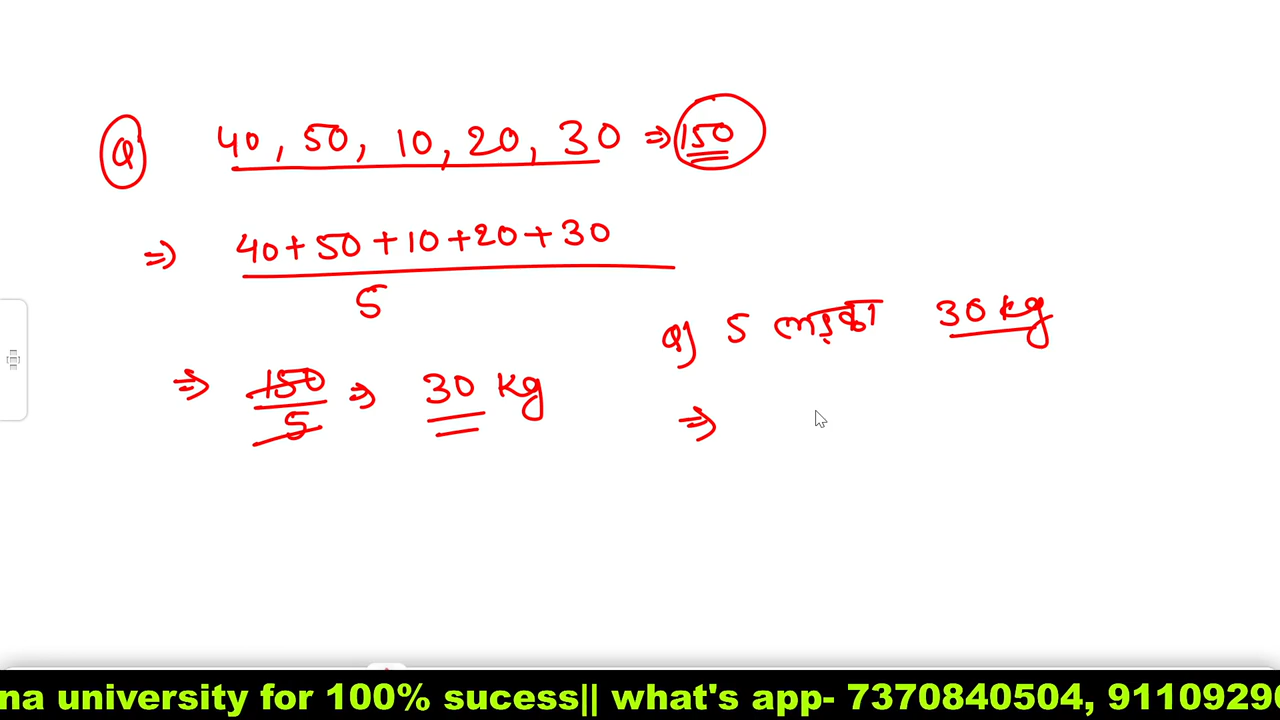 Q) 40, 50, 10, 20, 30 ⇒ 150
⇒ 40+50+10+20+30
5
⇒ 150/5 ⇒ 30 kg
Q) 5 लड़का 30 kg
⇒
na university for 100% sucess|| what's app- 7370840504, 91109290